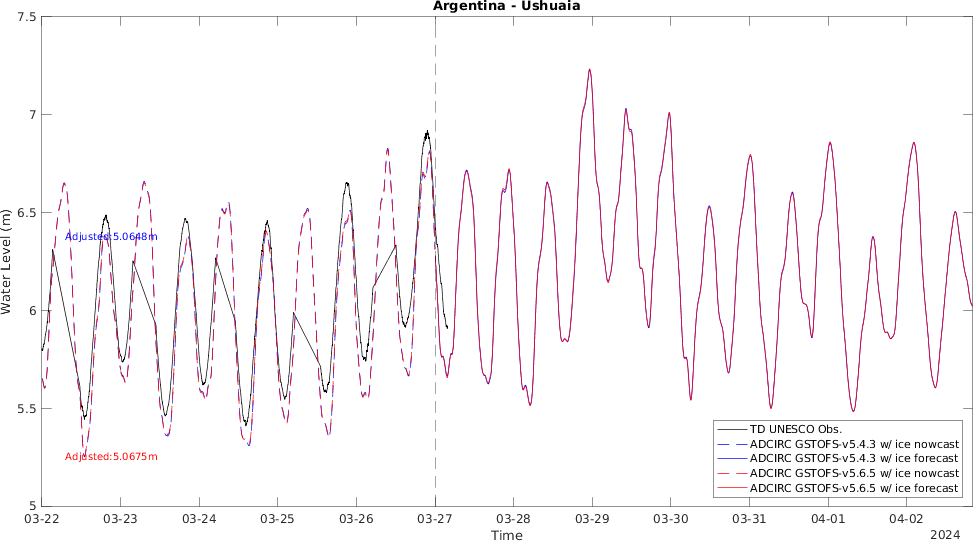 Argentina - Ushuaia
7.5
7
6.5
6
5.5
5
Water Level (m)
Adjusted:5.0648m
Adjusted:5.0675m
TD UNESCO Obs.
ADCIRC GSTOFS-v5.4.3 w/ ice nowcast
ADCIRC GSTOFS-v5.4.3 w/ ice forecast
ADCIRC GSTOFS-v5.6.5 w/ ice nowcast
ADCIRC GSTOFS-v5.6.5 w/ ice forecast
03-22 03-23 03-24 03-25 03-26 03-27 03-28 03-29 03-30 03-31 04-01 04-02
Time
2024